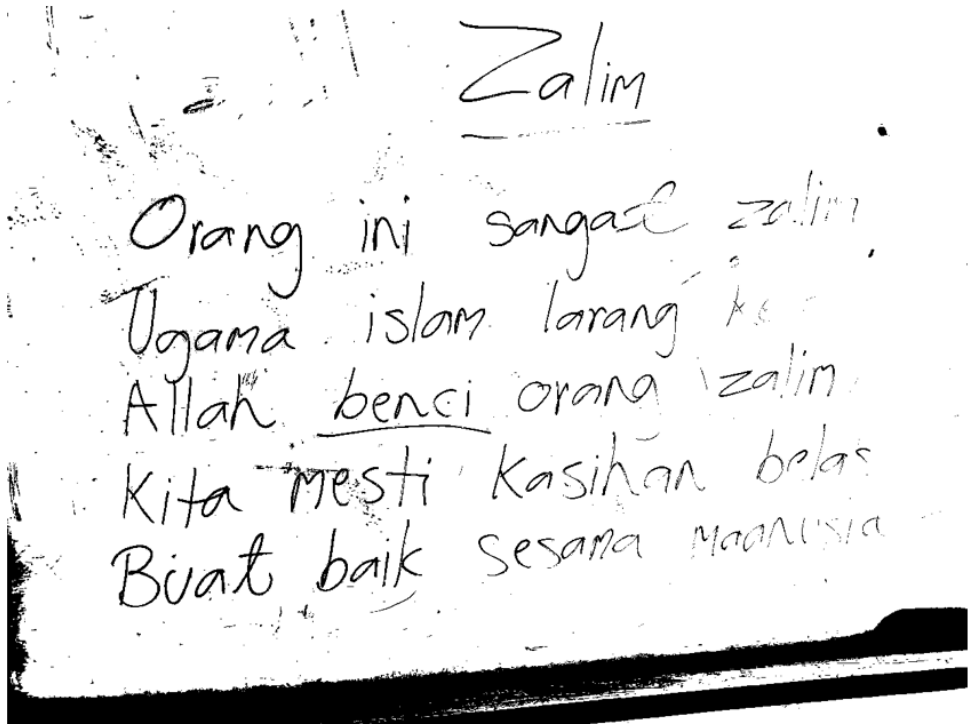 Zalim
Orang ini sangat zalim
Ugama islam larang
Allah benci orang zalim
Kita mesti kasihan belas
Buat baik sesama maanusia